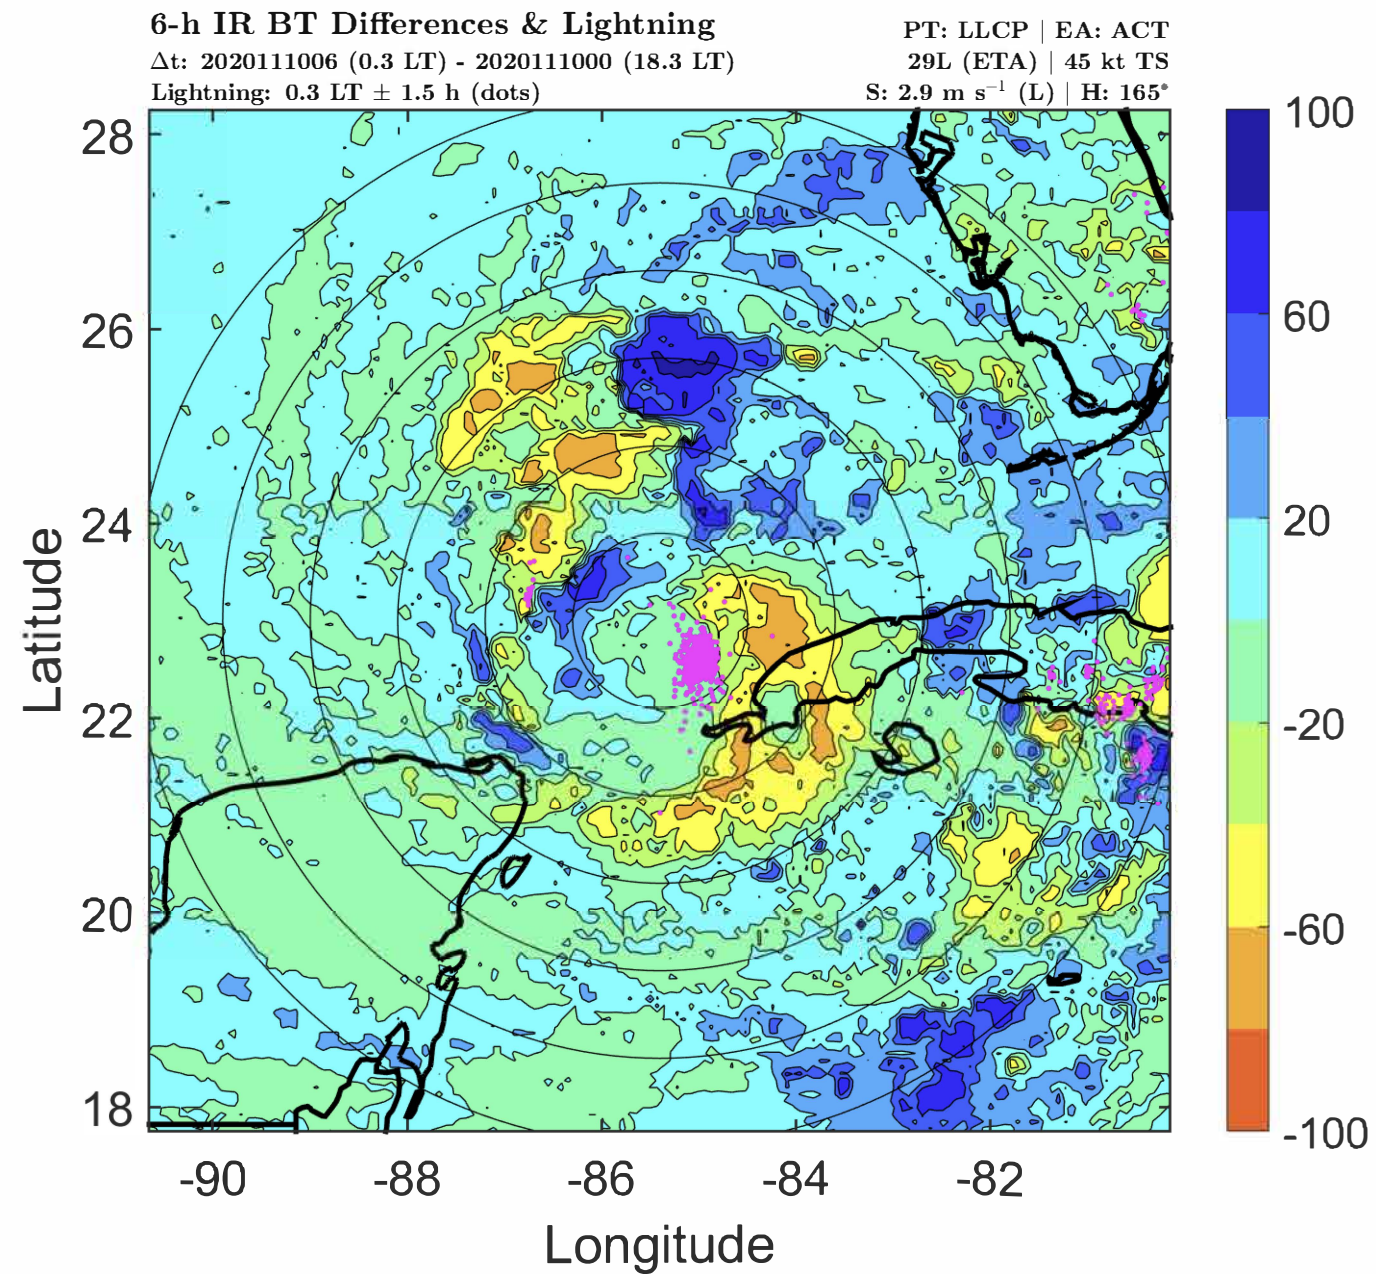 6-h IR BT Differences & Lightning
PT: LLCP | EA: ACT
Δt: 2020111006 (0.3 LT) - 2020111000 (18.3 LT)
29L (ETA) | 45 kt TS
Lightning: 0.3 LT ± 1.5 h (dots)
S: 2.9 m s⁻¹ (L) | H: 165°
28
26
24
22
20
18
Latitude
-90
-88
-86
-84
-82
Longitude
100
60
20
-20
-60
-100